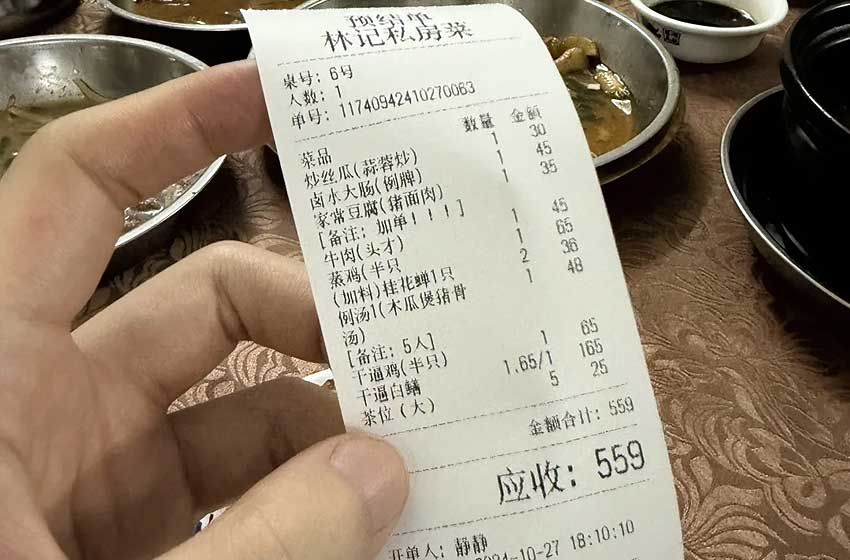 预结单
林记私房菜
桌号: 6号
人数: 1
单号: 11740942410270063
菜品 数量 金额
炒丝瓜(蒜蓉炒) 1 30
卤水大肠(例牌) 1 45
家常豆腐(猪面肉) 1 35
[备注: 加单!!!]
牛肉(头才) 1 45
蒸鸡(半只 1 65
(加料)桂花蝉1只 2 36
例汤1(木瓜煲猪骨 1 48
汤)
[备注: 5人]
干逼鸡(半只) 1 65
干逼白鳝 1.65/1 165
茶位(大) 5 25
金额合计: 559
应收: 559
开单人: 静静
2024-10-27 18:10:10